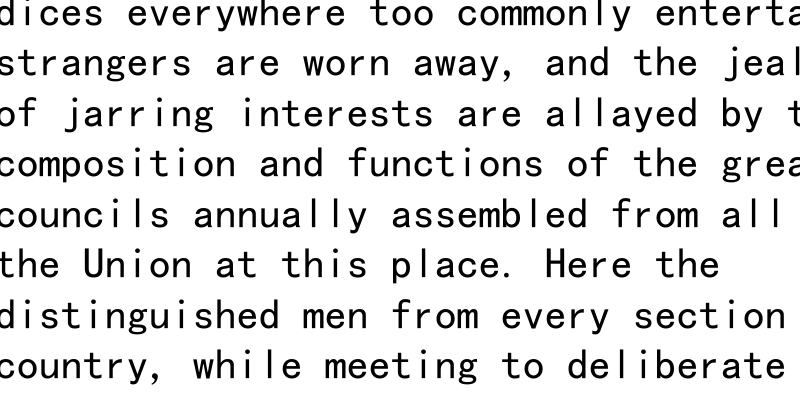 dices everywhere too commonly enterta
strangers are worn away, and the jeal
of jarring interests are allayed by t
composition and functions of the grea
councils annually assembled from all
the Union at this place. Here the
distinguished men from every section
country, while meeting to deliberate